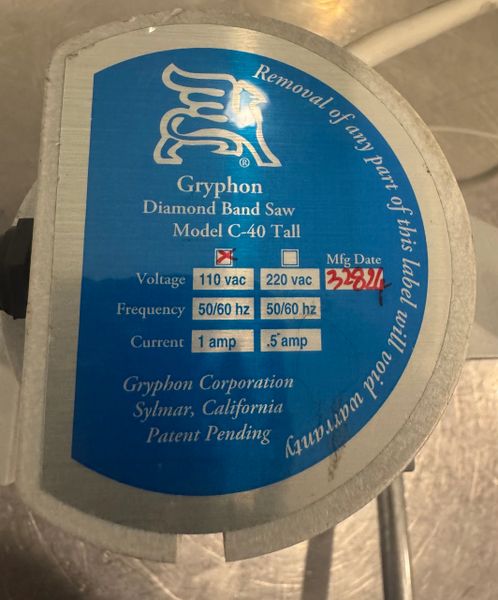 Removal of any part of this label will void warranty
®
Gryphon
Diamond Band Saw
Model C-40 Tall
Mfg Date
Voltage 110 vac 220 vac 32824
Frequency 50/60 hz 50/60 hz
Current 1 amp .5 amp
Gryphon Corporation
Sylmar, California
Patent Pending